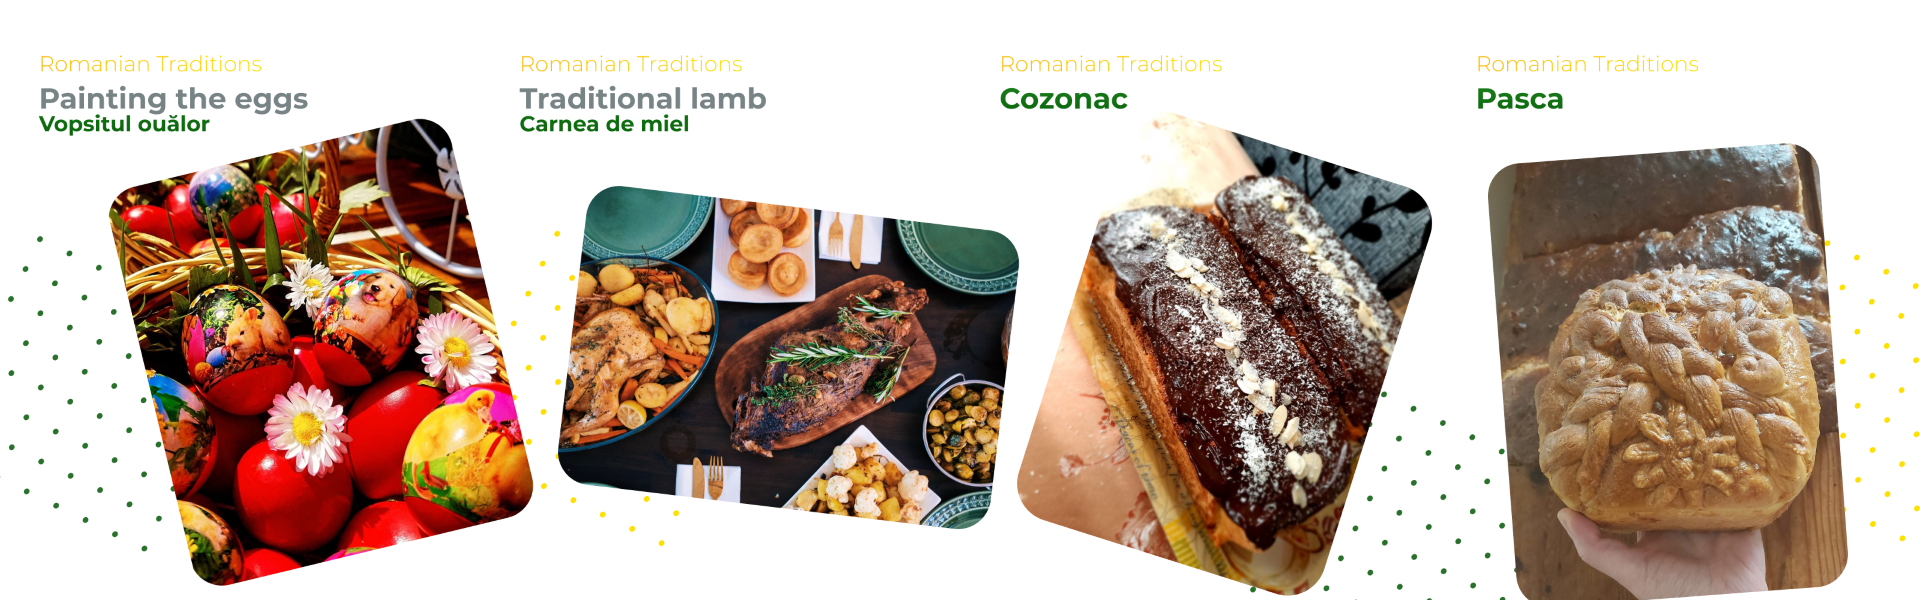 Romanian Traditions
Painting the eggs
Vopsitul ouălor
Romanian Traditions
Traditional lamb
Carnea de miel
Romanian Traditions
Cozonac
Romanian Traditions
Pasca